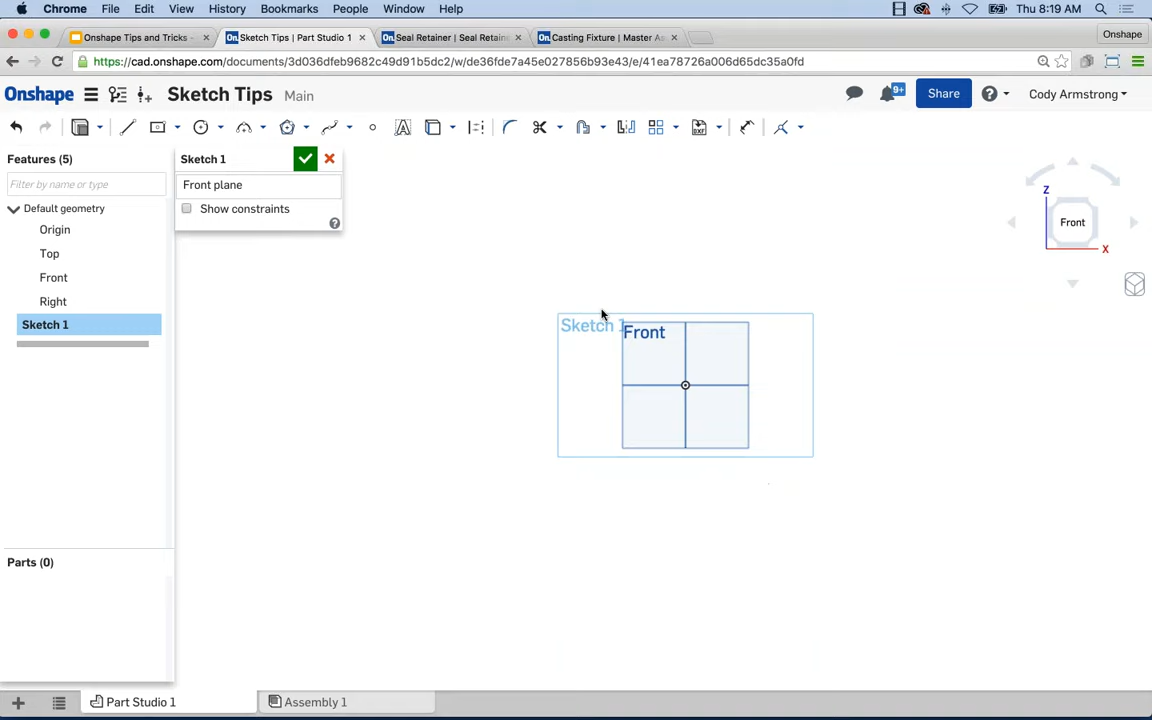 Chrome File Edit View History Bookmarks People Window Help Thu 8:19 AM
Onshape Tips and Tricks - × Sketch Tips | Part Studio 1 × Seal Retainer | Seal Retain × Casting Fixture | Master As × Onshape
https://cad.onshape.com/documents/3d036dfeb9682c49d91b5dc2/w/de36fde7a45e027856b93e43/e/41ea78726a006d65dc35a0fd
Onshape Sketch Tips Main 9+ Share Cody Armstrong
DXF
Features (5)
Filter by name or type
Default geometry
Origin
Top
Front
Right
Sketch 1
Parts (0)
Sketch 1
Front plane
Show constraints
Sketch 1
Front
Z
Front
X
Part Studio 1
Assembly 1